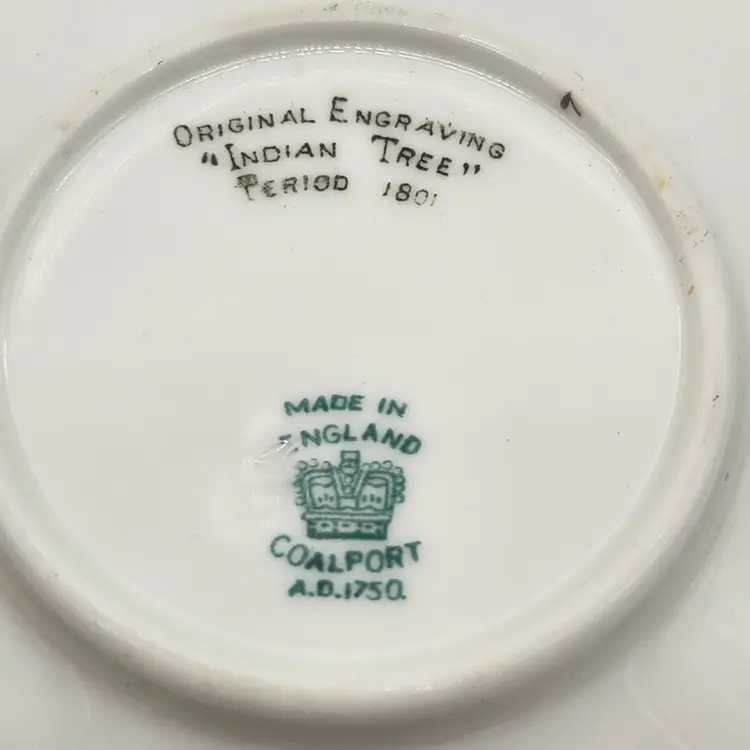 ORIGINAL ENGRAVING
"INDIAN TREE"
PERIOD 1801
MADE IN
ENGLAND
COALPORT
A.D.1750.